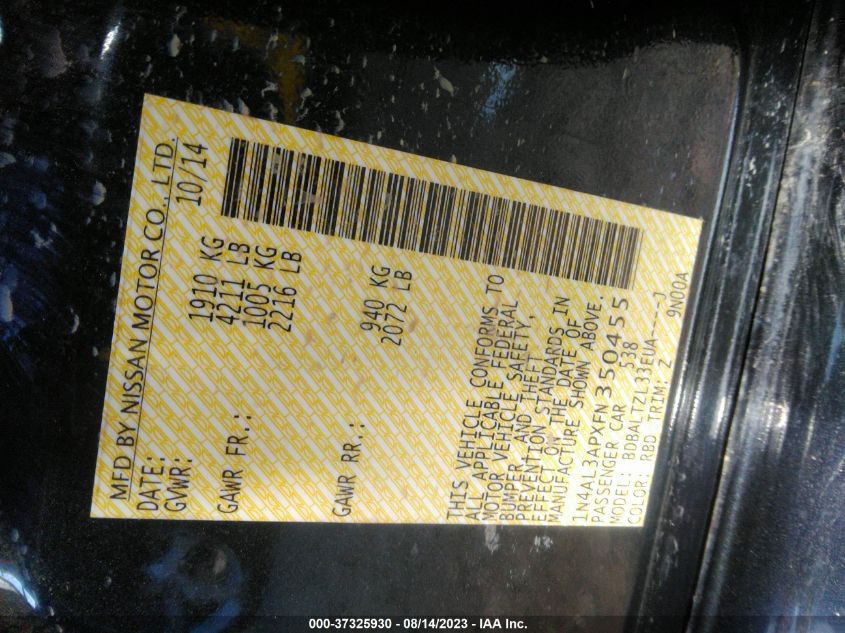 MFD BY NISSAN MOTOR CO., LTD.
DATE: 10/14
GVWR: 1910 KG
4211 LB
GAWR FR.: 1005 KG
2216 LB
GAWR RR.: 940 KG
2072 LB
THIS VEHICLE CONFORMS TO
ALL APPLICABLE FEDERAL
MOTOR VEHICLE SAFETY,
BUMPER, AND THEFT
PREVENTION STANDARDS IN
EFFECT ON THE DATE OF
MANUFACTURE SHOWN ABOVE.
1N4AL3APXFN350455
PASSENGER CAR 538
MODEL: BDBALTZL33EUA----J
COLOR: RBD TRIM: Z 9N00A
000-37325930 - 08/14/2023 - IAA Inc.